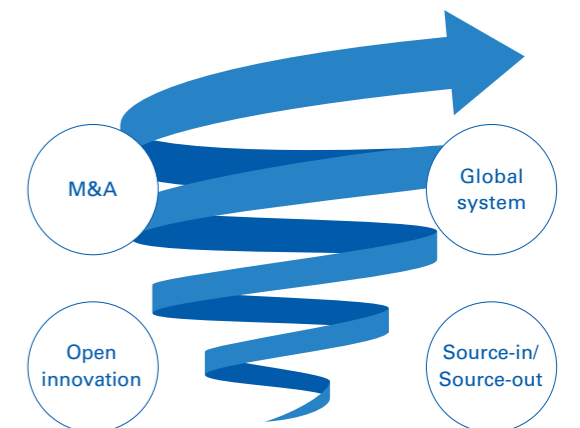 M&A
Global
system
Open
innovation
Source-in/
Source-out